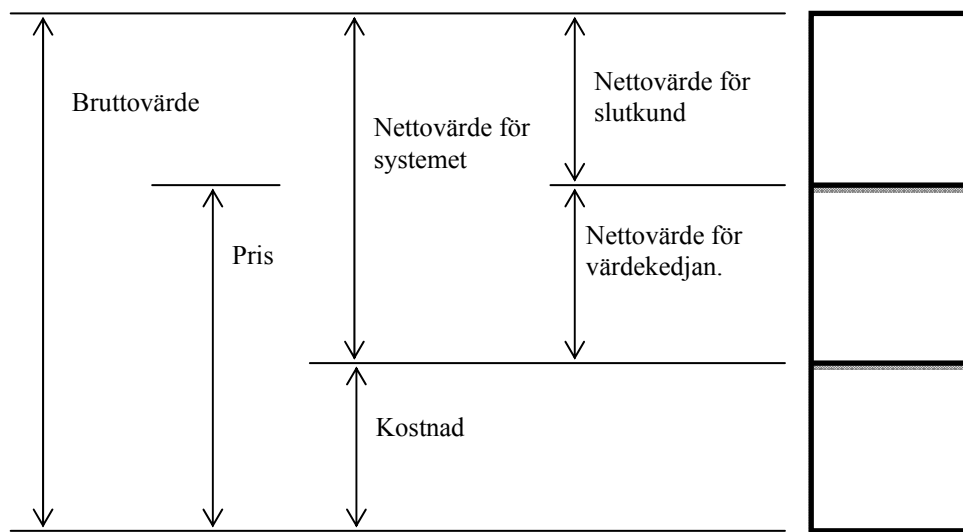 Bruttovärde
Nettovärde för
systemet
Nettovärde för
slutkund
Pris
Nettovärde för
värdekedjan.
Kostnad